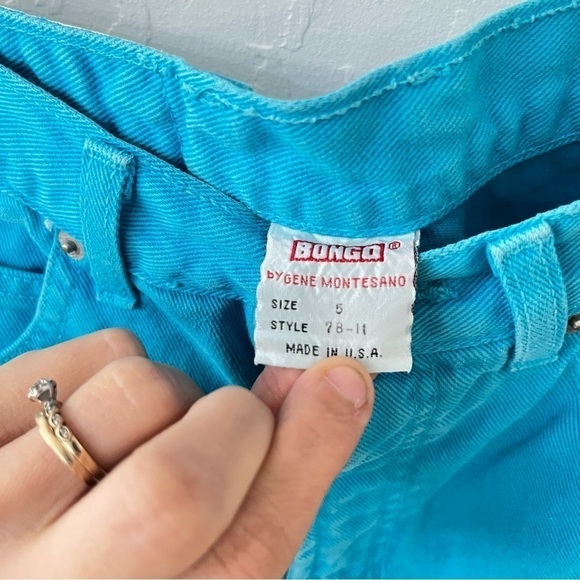 BONGO ®
by GENE MONTESANO
SIZE 5
STYLE 78-11
MADE IN U.S.A.